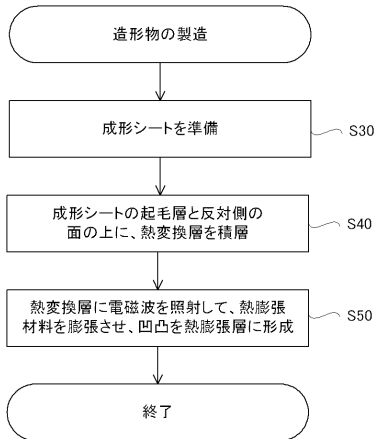 造形物の製造
成形シートを準備
S30
成形シートの起毛層と反対側の
面の上に、熱変換層を積層
S40
熱変換層に電磁波を照射して、熱膨張
材料を膨張させ、凹凸を熱膨張層に形成
S50
終了